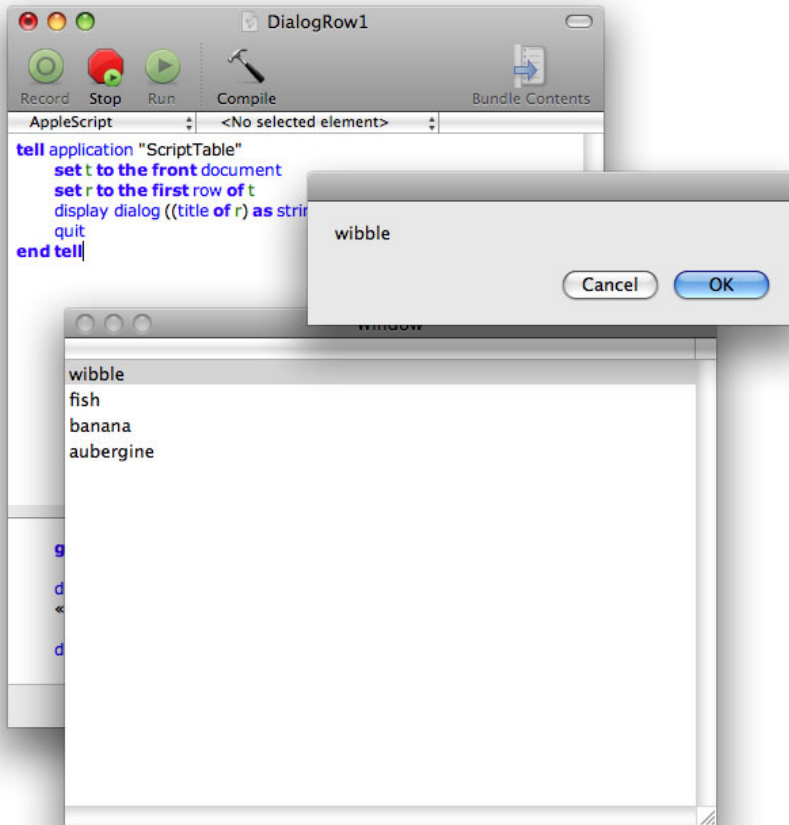 DialogRow1
Record Stop Run Compile Bundle Contents
AppleScript <No selected element>
tell application "ScriptTable"
set t to the front document
set r to the first row of t
display dialog ((title of r) as strin
quit
end tell
wibble
Cancel OK
Window
wibble
fish
banana
aubergine
g
d
«
d